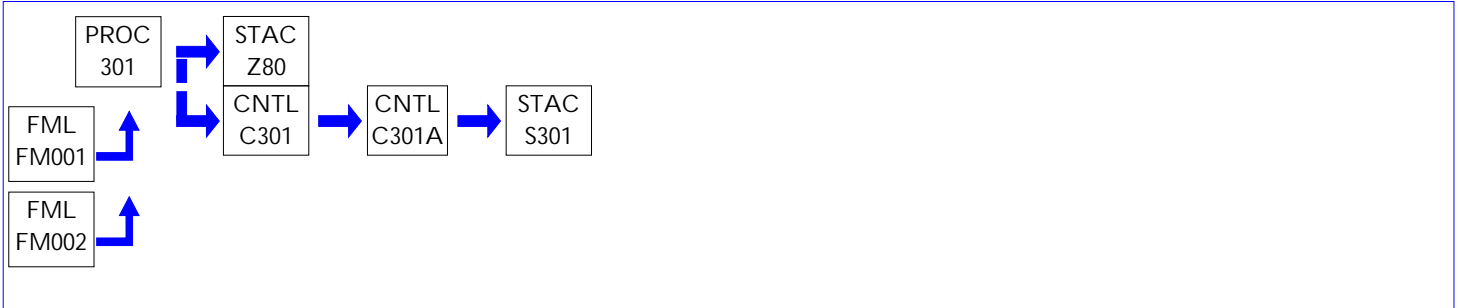 PROC
301
STAC
Z80
CNTL
C301
CNTL
C301A
STAC
S301
FML
FM001
FML
FM002